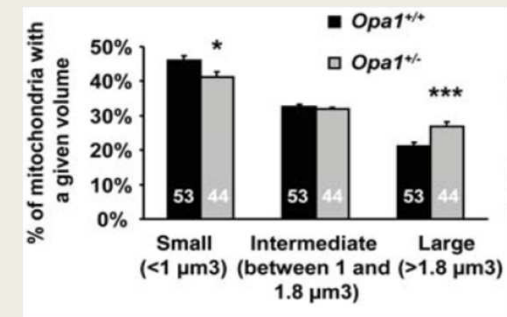 % of mitochondria with
a given volume
50%
40%
30%
20%
10%
0%
Opa1+/+
Opa1+/-
*
***
53 44 53 44 53 44
Small Intermediate Large
(<1 µm3) (between 1 and (>1.8 µm3)
1.8 µm3)